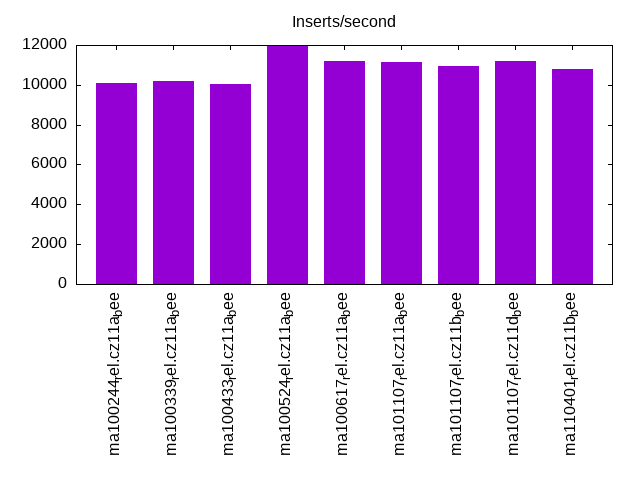 Inserts/second
12000
10000
8000
6000
4000
2000
0
ma100244rel.cz11abee
ma100339rel.cz11abee
ma100433rel.cz11abee
ma100524rel.cz11abee
ma100617rel.cz11abee
ma101107rel.cz11abee
ma101107rel.cz11bbee
ma101107rel.cz11dbee
ma110401rel.cz11bbee